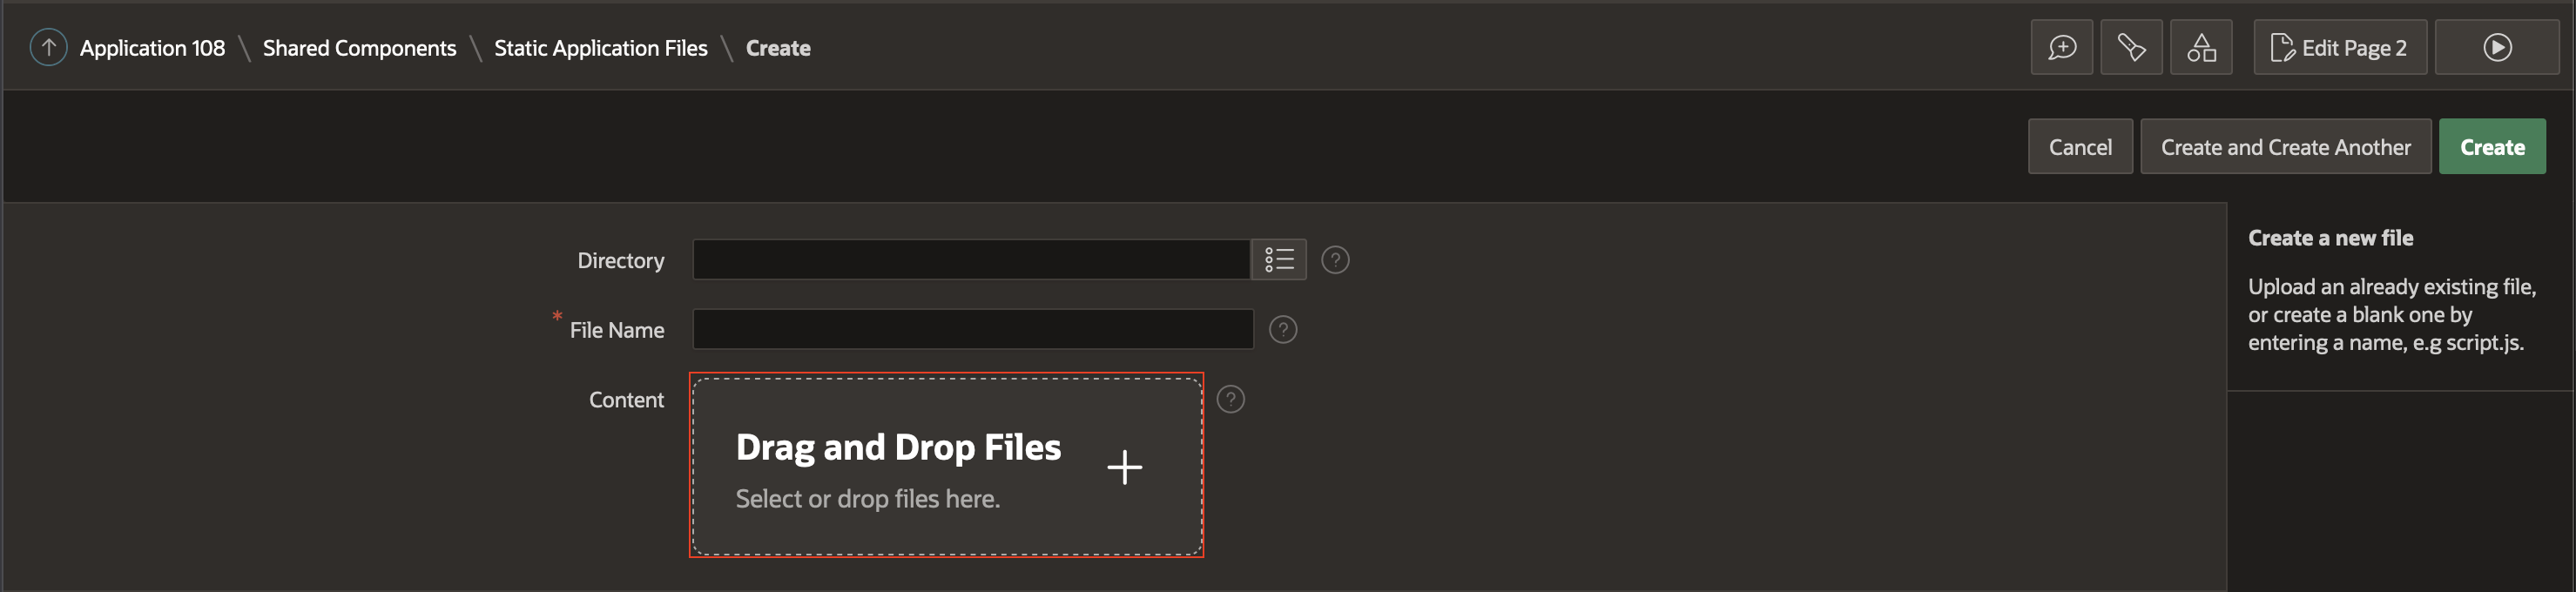 Application 108 \ Shared Components \ Static Application Files \ Create
Edit Page 2
Cancel
Create and Create Another
Create
Directory
?
* File Name
?
Content
?
Drag and Drop Files
Select or drop files here.
Create a new file
Upload an already existing file,
or create a blank one by
entering a name, e.g script.js.